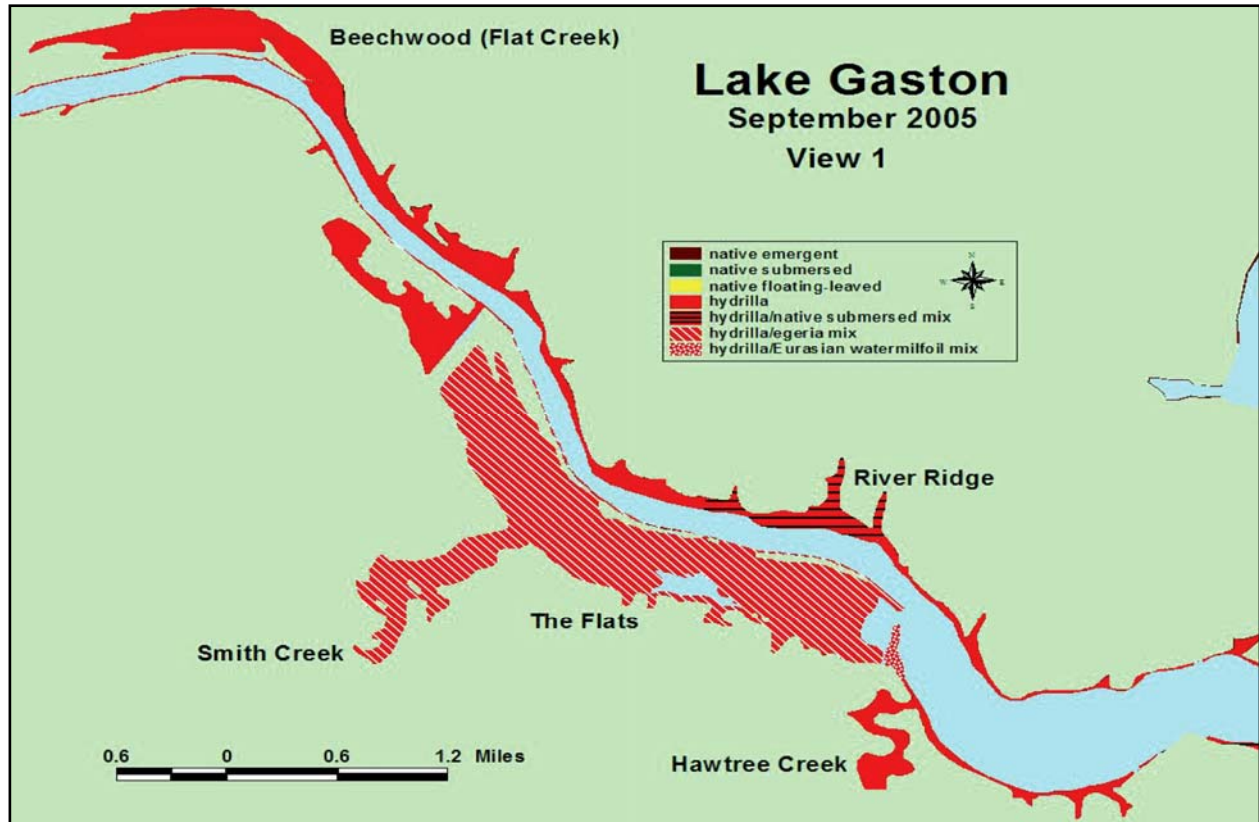 Beechwood (Flat Creek)
Lake Gaston
September 2005
View 1
native emergent
native submersed
native floating-leaved
hydrilla
hydrilla/native submersed mix
hydrilla/egeria mix
hydrilla/Eurasian watermilfoil mix
N
W
E
S
River Ridge
The Flats
Smith Creek
Hawtree Creek
0.6 0 0.6 1.2 Miles